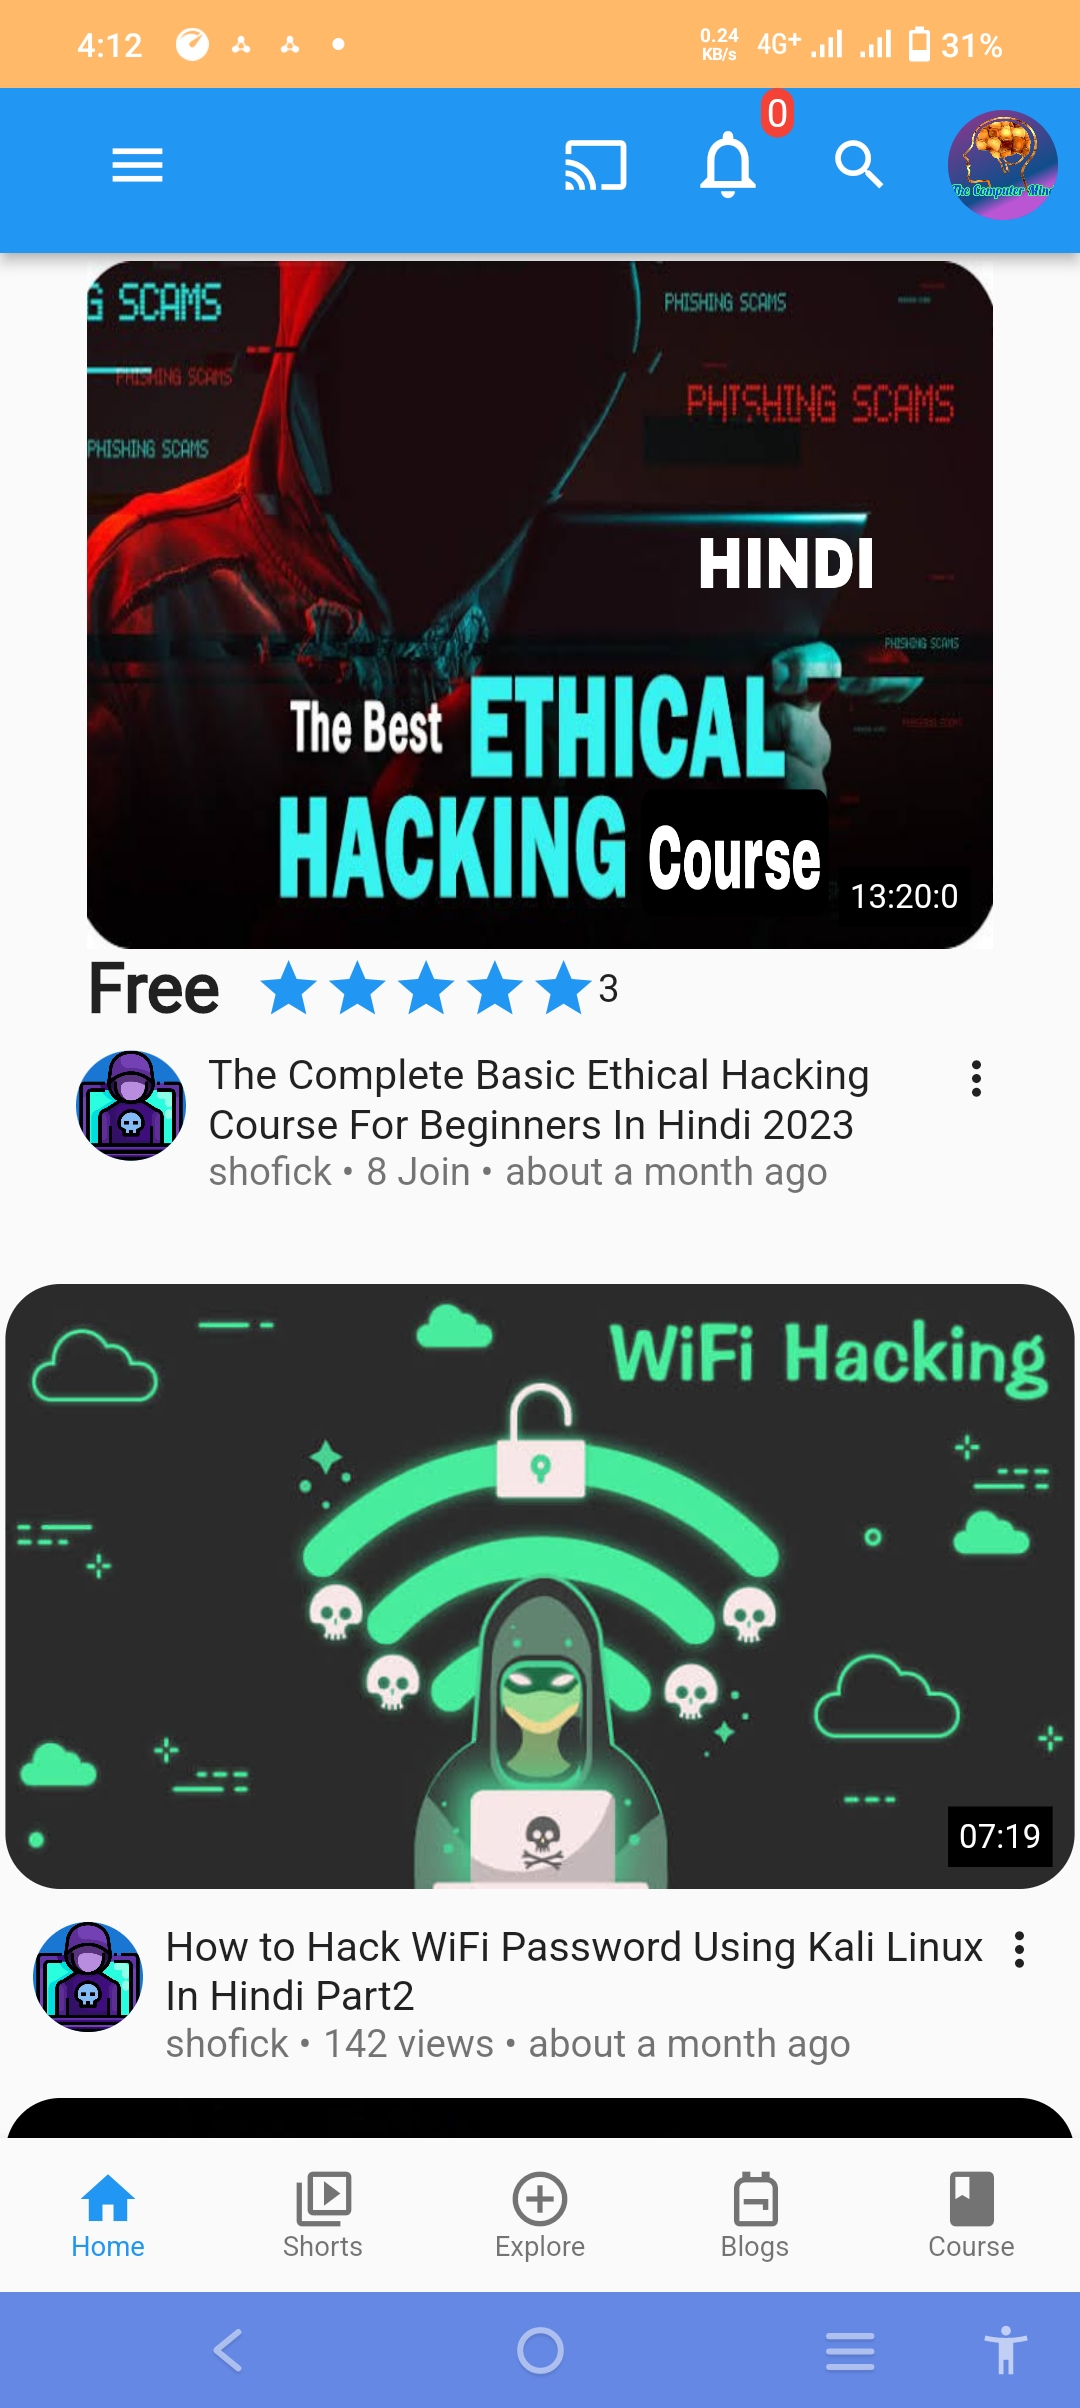 4:12
0.24
KB/s
4G+
31%
0
The Computer Min
G SCAMS
PHISHING SCAMS
PHISHING SCAMS
PHISHING SCAMS
PHISHING SCAMS
HINDI
PHISHING SCAMS
The Best ETHICAL
HACKING Course
13:20:0
Free
3
The Complete Basic Ethical Hacking
Course For Beginners In Hindi 2023
shofick • 8 Join • about a month ago
WiFi Hacking
07:19
How to Hack WiFi Password Using Kali Linux
In Hindi Part2
shofick • 142 views • about a month ago
Home
Shorts
Explore
Blogs
Course